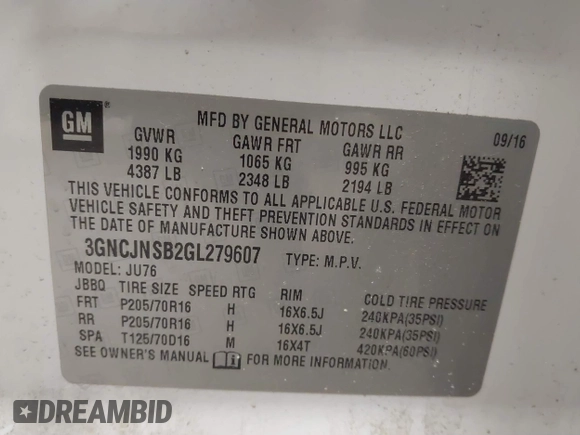 GM
MFD BY GENERAL MOTORS LLC 09/16
GVWR GAWR FRT GAWR RR
1990 KG 1065 KG 995 KG
4387 LB 2348 LB 2194 LB
THIS VEHICLE CONFORMS TO ALL APPLICABLE U.S. FEDERAL MOTOR
VEHICLE SAFETY AND THEFT PREVENTION STANDARDS IN EFFECT ON
THE DATE OF MANUFACTURE SHOWN ABOVE.
3GNCJNSB2GL279607 TYPE: M.P.V.
MODEL: JU76
JBBQ TIRE SIZE SPEED RTG RIM COLD TIRE PRESSURE
FRT P205/70R16 H 16X6.5J 240KPA(35PSI)
RR P205/70R16 H 16X6.5J 240KPA(35PSI)
SPA T125/70D16 M 16X4T 420KPA(60PSI)
SEE OWNER'S MANUAL FOR MORE INFORMATION
DREAMBID